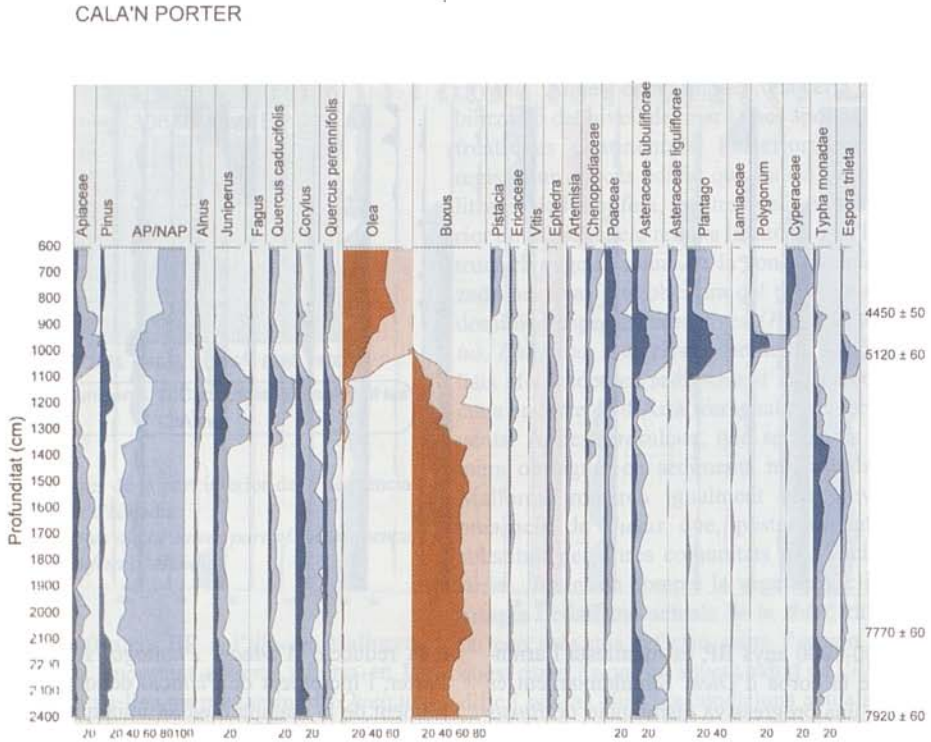 CALA'N PORTER
Apiaceae
Pinus
AP/NAP
Alnus
Juniperus
Fagus
Quercus caducifolis
Corylus
Quercus perennifolis
Olea
Buxus
Pistacia
Ericaceae
Vitis
Ephedra
Artemisia
Chenopodiaceae
Poaceae
Asteraceae tubuliflorae
Asteraceae liguliflorae
Plantago
Lamiaceae
Polygonum
Cyperaceae
Typha monadae
Espora trileta
Profunditat (cm)
600
700
800
900
1000
1100
1200
1300
1400
1500
1600
1700
1800
1900
2000
2100
2400
4450 ± 50
5120 ± 60
7770 ± 60
7920 ± 60
20 20 40 60 80 100 20 20 20 20 40 60 20 40 60 80 20 20 20 40 20 20